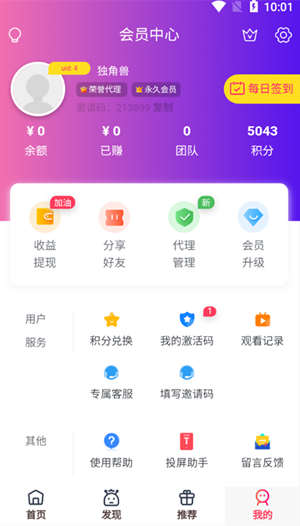 10:01
会员中心
uid: 4
独角兽
荣誉代理 永久会员
每日签到
邀请码: 213899 复制
¥ 0 ¥ 0 0 5043
余额 已赚 团队 积分
加油 新
收益 分享 代理 会员
提现 好友 管理 升级
用户
服务
1
积分兑换 我的激活码 观看记录
专属客服 填写邀请码
其他
使用帮助 投屏助手 留言反馈
首页 发现 推荐 我的